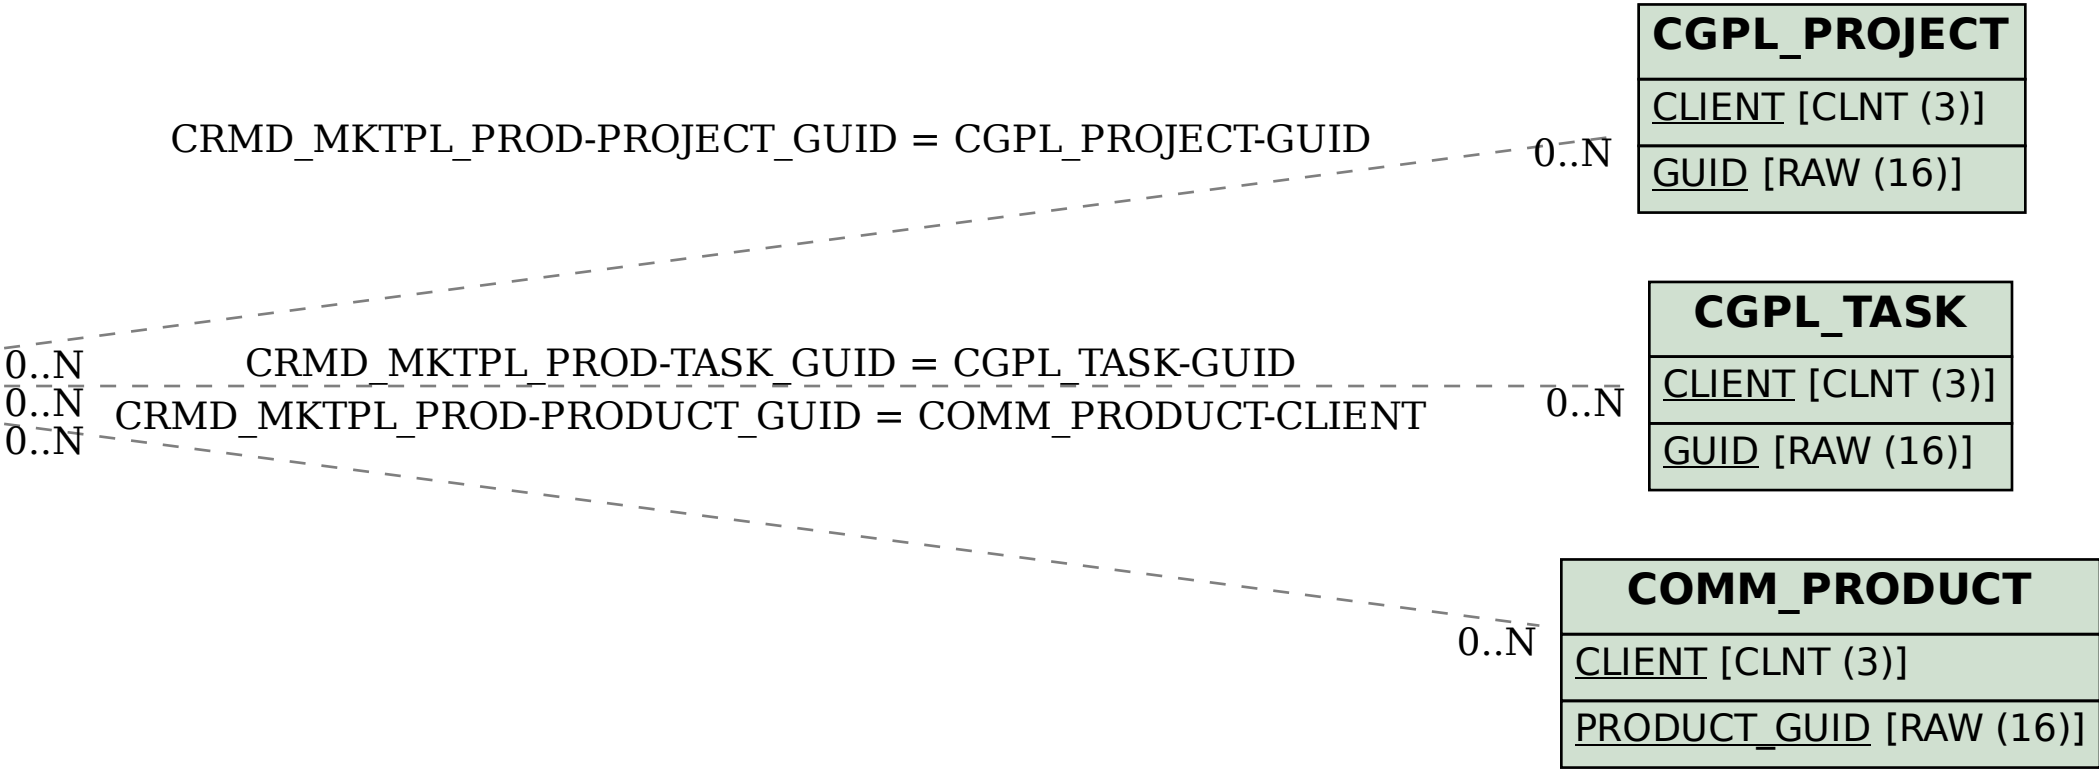 CGPL_PROJECT
CLIENT [CLNT (3)]
GUID [RAW (16)]
CRMD_MKTPL_PROD-PROJECT_GUID = CGPL_PROJECT-GUID
0..N
CGPL_TASK
CLIENT [CLNT (3)]
GUID [RAW (16)]
0..N
CRMD_MKTPL_PROD-TASK_GUID = CGPL_TASK-GUID
0..N
0..N
CRMD_MKTPL_PROD-PRODUCT_GUID = COMM_PRODUCT-CLIENT
0..N
COMM_PRODUCT
CLIENT [CLNT (3)]
PRODUCT_GUID [RAW (16)]
0..N